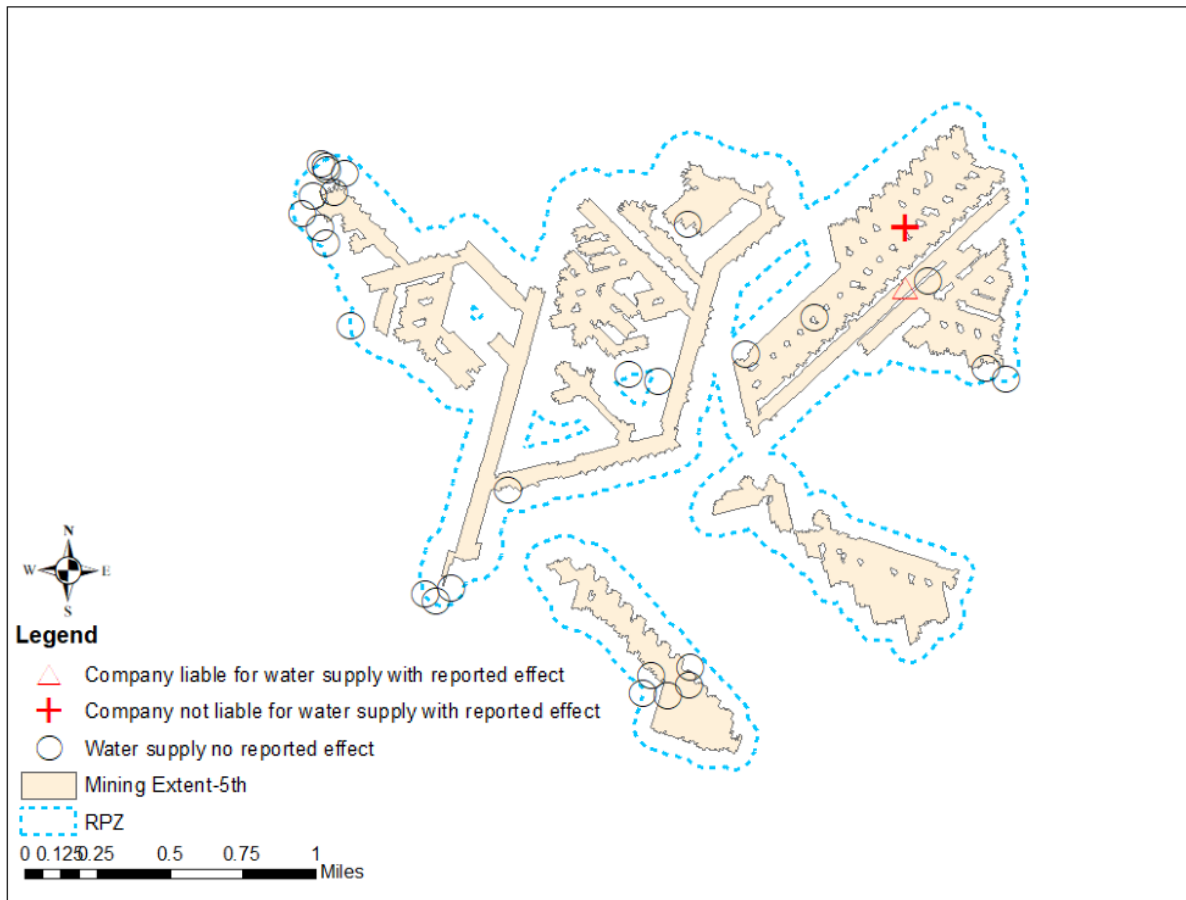 N
W E
S
Legend
Company liable for water supply with reported effect
Company not liable for water supply with reported effect
Water supply no reported effect
Mining Extent-5th
RPZ
0 0.125 0.25 0.5 0.75 1
Miles